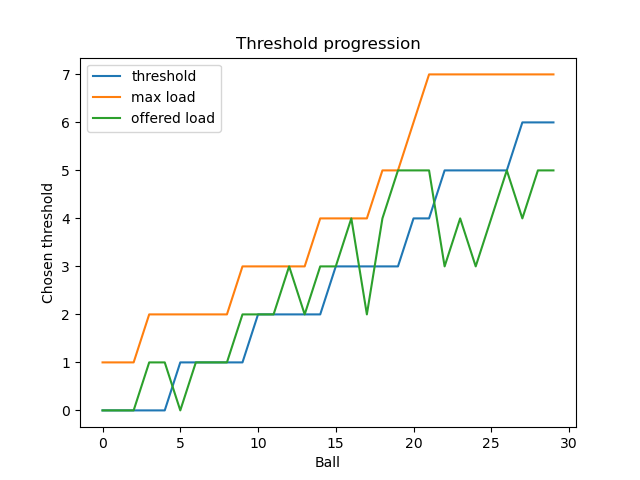 Threshold progression
threshold
max load
offered load
Chosen threshold
7
6
5
4
3
2
1
0
0 5 10 15 20 25 30
Ball